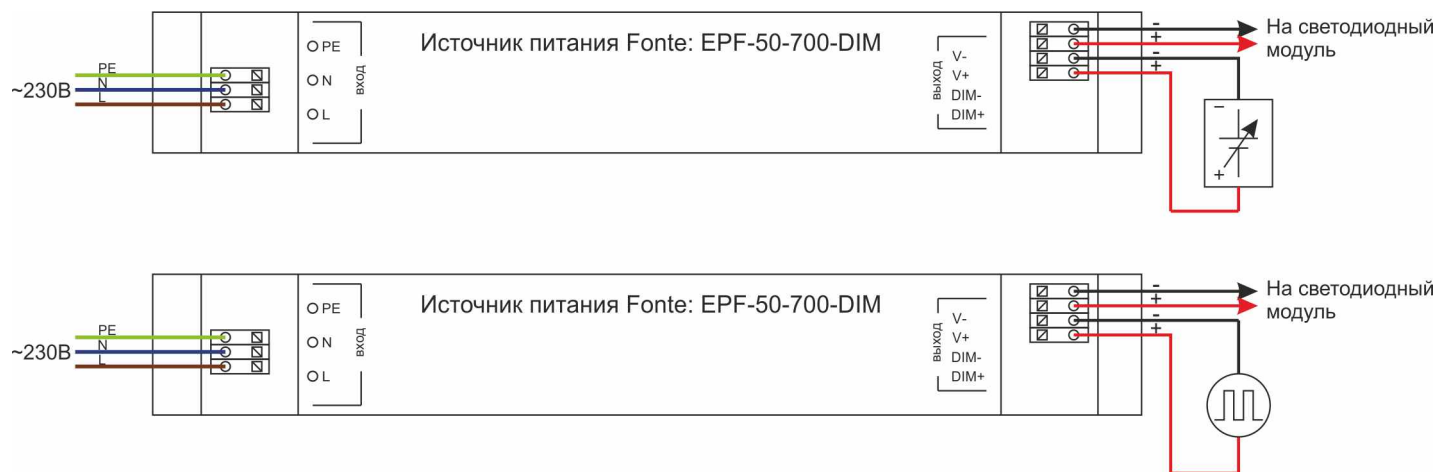 Источник питания Fonte: EPF-50-700-DIM
~230В
PE
N
L
PE
N
L
вход
выход
V-
V+
DIM-
DIM+
-
+
-
+
На светодиодный
модуль
-
+
Источник питания Fonte: EPF-50-700-DIM
~230В
PE
N
L
PE
N
L
вход
выход
V-
V+
DIM-
DIM+
-
+
-
+
На светодиодный
модуль